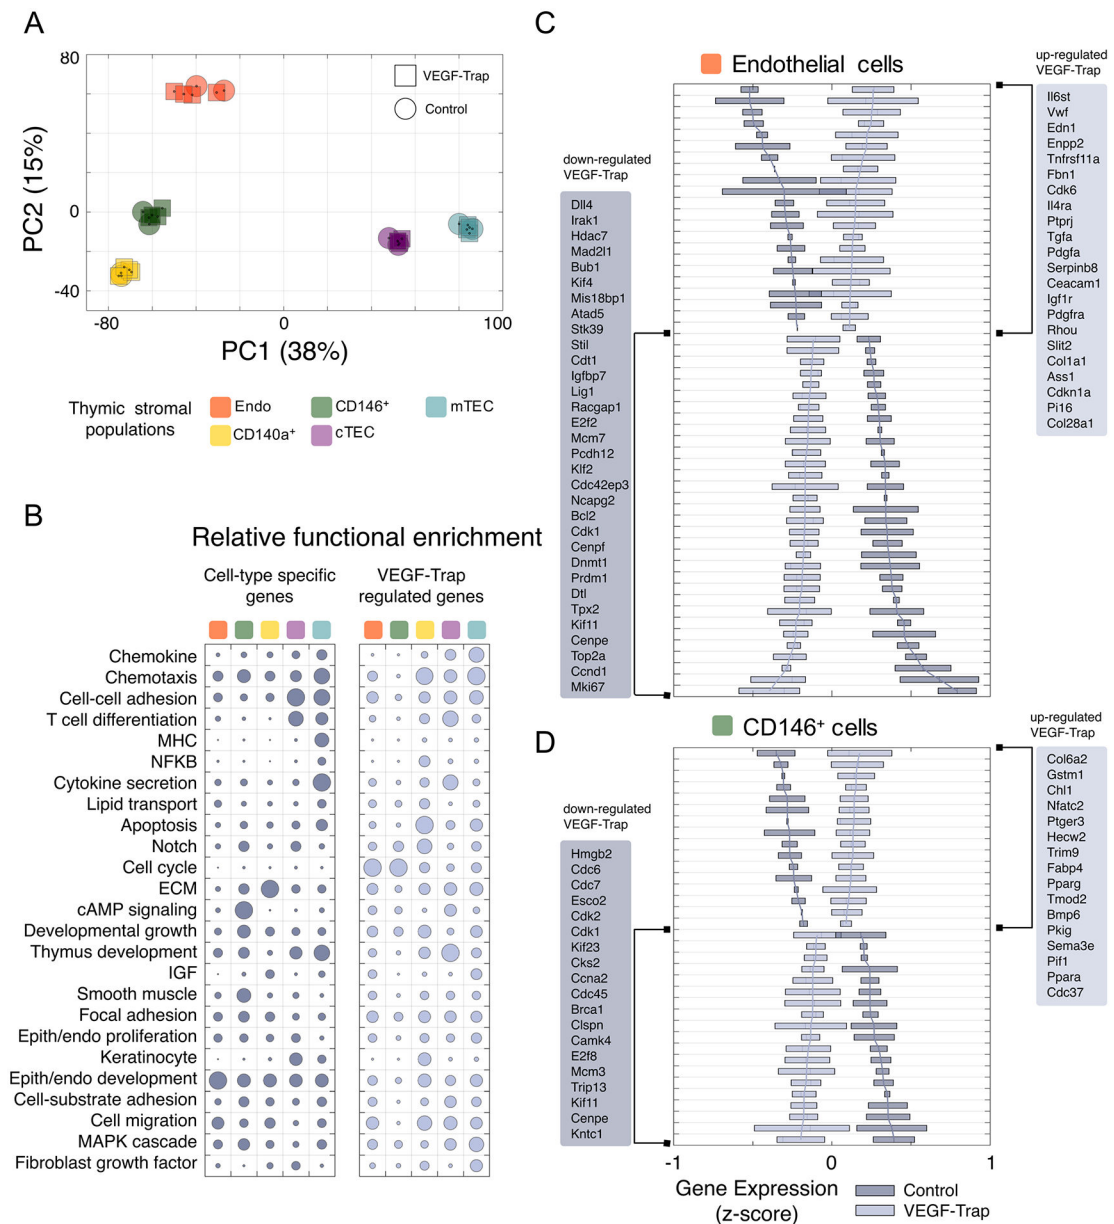 A
80
0
-40
-80
0
100
PC2 (15%)
PC1 (38%)
VEGF-Trap
Control
Thymic stromal
populations
Endo
CD146+
mTEC
CD140a+
cTEC
B
Relative functional enrichment
Cell-type specific
genes
VEGF-Trap
regulated genes
Chemokine
Chemotaxis
Cell-cell adhesion
T cell differentiation
MHC
NFKB
Cytokine secretion
Lipid transport
Apoptosis
Notch
Cell cycle
ECM
cAMP signaling
Developmental growth
Thymus development
IGF
Smooth muscle
Focal adhesion
Epith/endo proliferation
Keratinocyte
Epith/endo development
Cell-substrate adhesion
Cell migration
MAPK cascade
Fibroblast growth factor
C
Endothelial cells
down-regulated
VEGF-Trap
Dll4
Irak1
Hdac7
Mad2l1
Bub1
Kif4
Mis18bp1
Atad5
Stk39
Stil
Cdt1
Igfbp7
Lig1
Racgap1
E2f2
Mcm7
Pcdh12
Klf2
Cdc42ep3
Ncapg2
Bcl2
Cdk1
Cenpf
Dnmt1
Prdm1
Dtl
Tpx2
Kif11
Cenpe
Top2a
Ccnd1
Mki67
up-regulated
VEGF-Trap
Il6st
Vwf
Edn1
Enpp2
Tnfrsf11a
Fbn1
Cdk6
Il4ra
Ptprj
Tgfa
Pdgfa
Serpinb8
Ceacam1
Igf1r
Pdgfra
Rhou
Slit2
Col1a1
Ass1
Cdkn1a
Pi16
Col28a1
D
CD146+ cells
down-regulated
VEGF-Trap
Hmgb2
Cdc6
Cdc7
Esco2
Cdk2
Cdk1
Kif23
Cks2
Ccna2
Cdc45
Brca1
Clspn
Camk4
E2f8
Mcm3
Trip13
Kif11
Cenpe
Kntc1
up-regulated
VEGF-Trap
Col6a2
Gstm1
Chl1
Nfatc2
Ptger3
Hecw2
Trim9
Fabp4
Pparg
Tmod2
Bmp6
Pkig
Sema3e
Pif1
Ppara
Cdc37
-1
0
1
Gene Expression
(z-score)
Control
VEGF-Trap